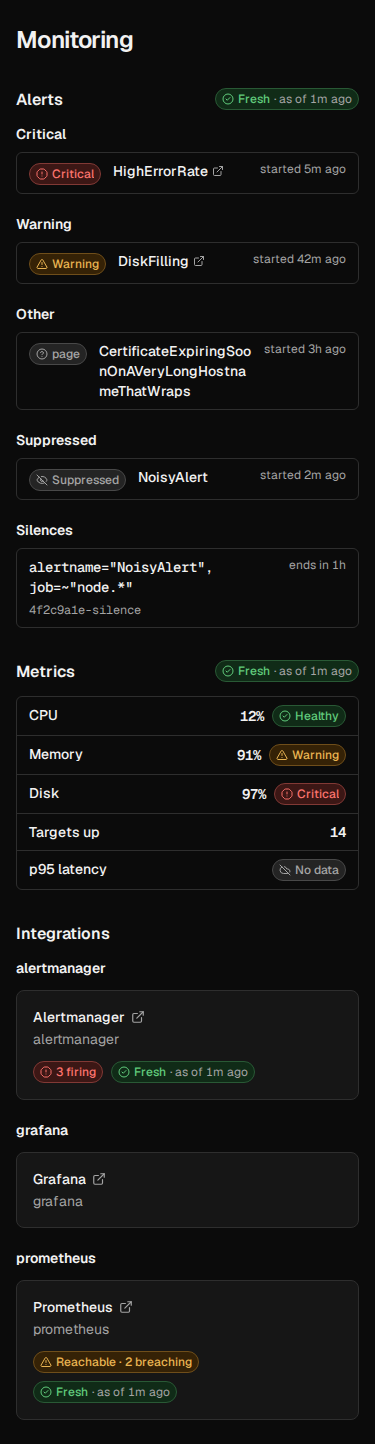 Monitoring
Alerts
Fresh · as of 1m ago
Critical
Critical
HighErrorRate
started 5m ago
Warning
Warning
DiskFilling
started 42m ago
Other
page
CertificateExpiringSoo
nOnAVeryLongHostna
meThatWraps
started 3h ago
Suppressed
Suppressed
NoisyAlert
started 2m ago
Silences
alertname="NoisyAlert",
job=~"node.*"
ends in 1h
4f2c9a1e-silence
Metrics
Fresh · as of 1m ago
CPU 12% Healthy
Memory 91% Warning
Disk 97% Critical
Targets up 14
p95 latency No data
Integrations
alertmanager
Alertmanager
alertmanager
3 firing
Fresh · as of 1m ago
grafana
Grafana
grafana
prometheus
Prometheus
prometheus
Reachable · 2 breaching
Fresh · as of 1m ago